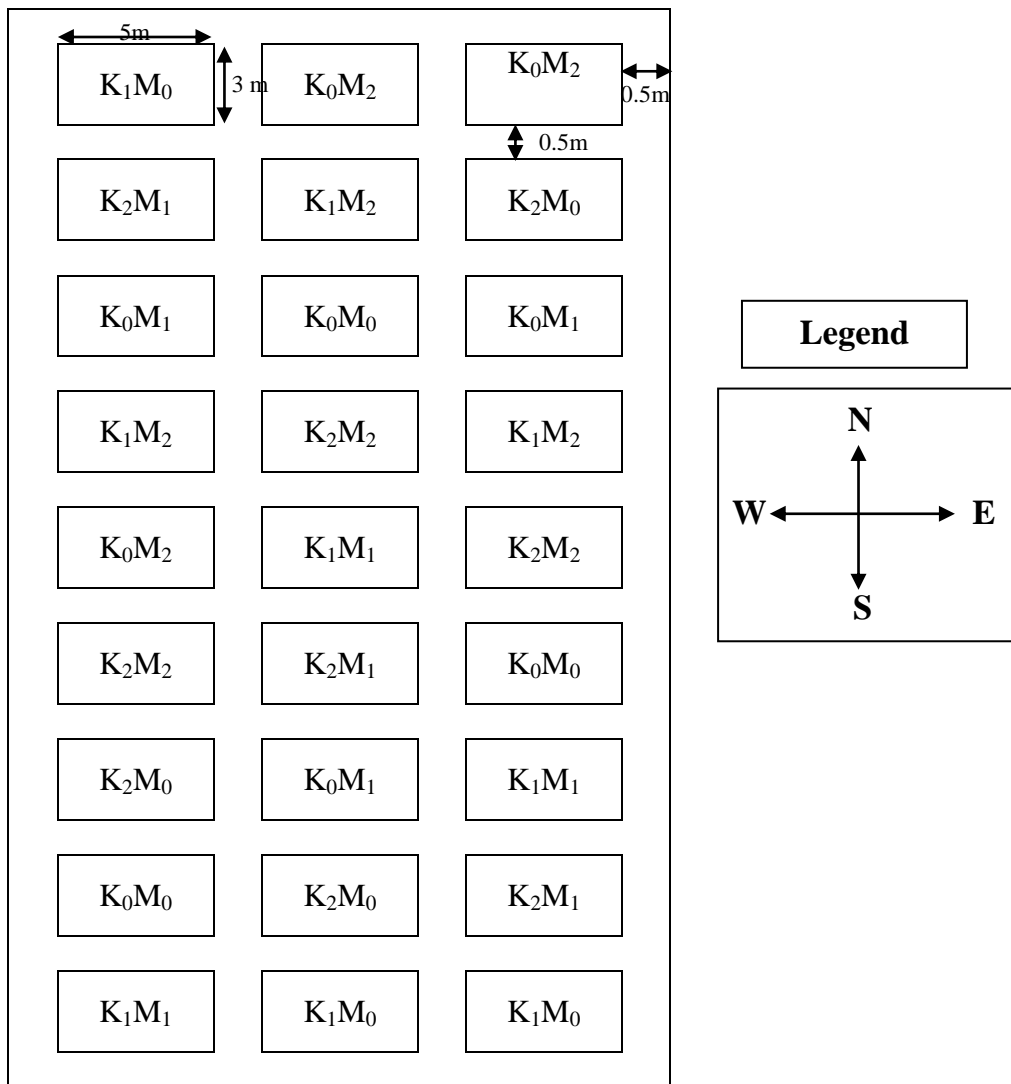 5m
K₁M₀ 3 m K₀M₂ K₀M₂ 0.5m
0.5m
K₂M₁ K₁M₂ K₂M₀
K₀M₁ K₀M₀ K₀M₁
Legend
K₁M₂ K₂M₂ K₁M₂
N
W E
S
K₀M₂ K₁M₁ K₂M₂
K₂M₂ K₂M₁ K₀M₀
K₂M₀ K₀M₁ K₁M₁
K₀M₀ K₂M₀ K₂M₁
K₁M₁ K₁M₀ K₁M₀